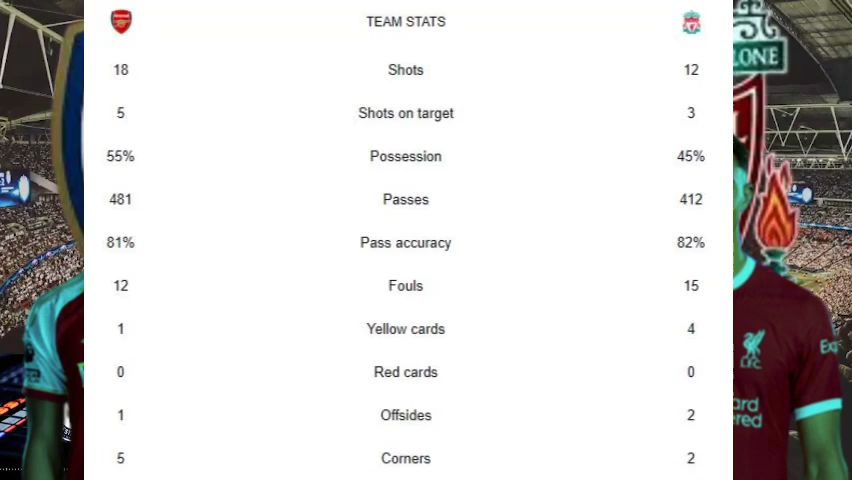 TEAM STATS
18 Shots 12
5 Shots on target 3
55% Possession 45%
481 Passes 412
81% Pass accuracy 82%
12 Fouls 15
1 Yellow cards 4
0 Red cards 0
1 Offsides 2
5 Corners 2
Arsenal
L.F.C.